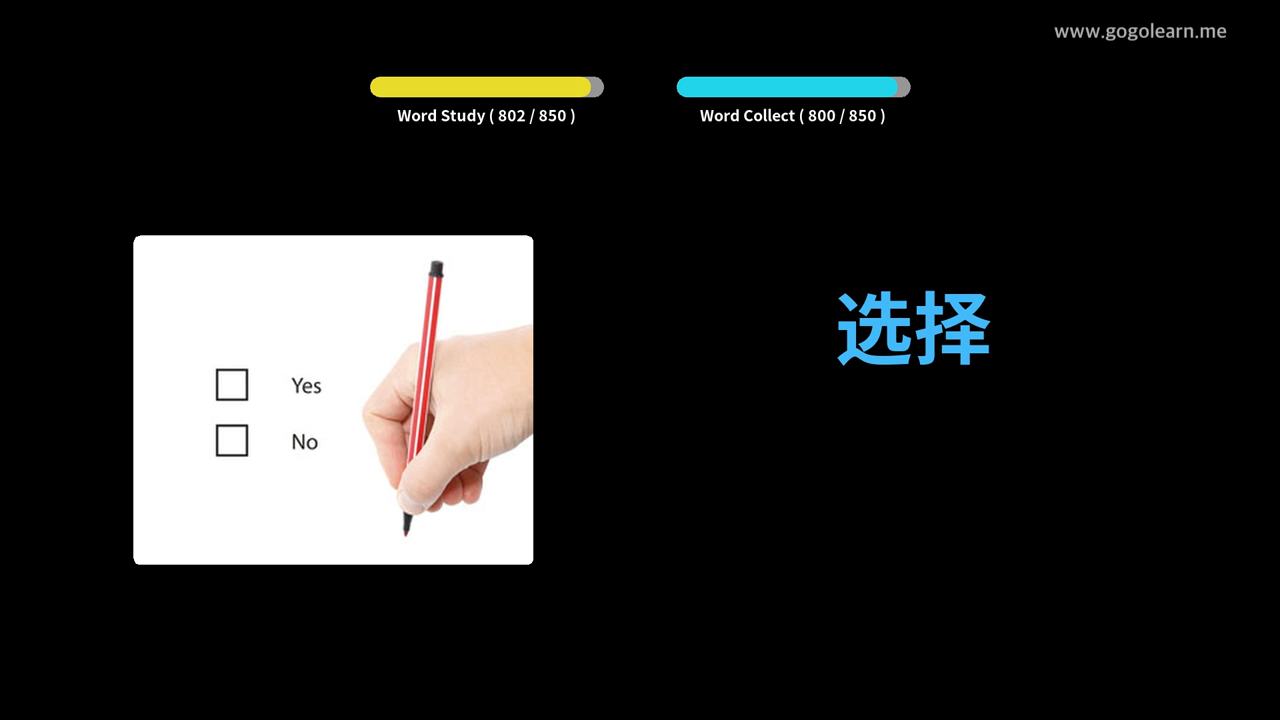 www.gogolearn.me
Word Study ( 802 / 850 )
Word Collect ( 800 / 850 )
Yes
No
选择